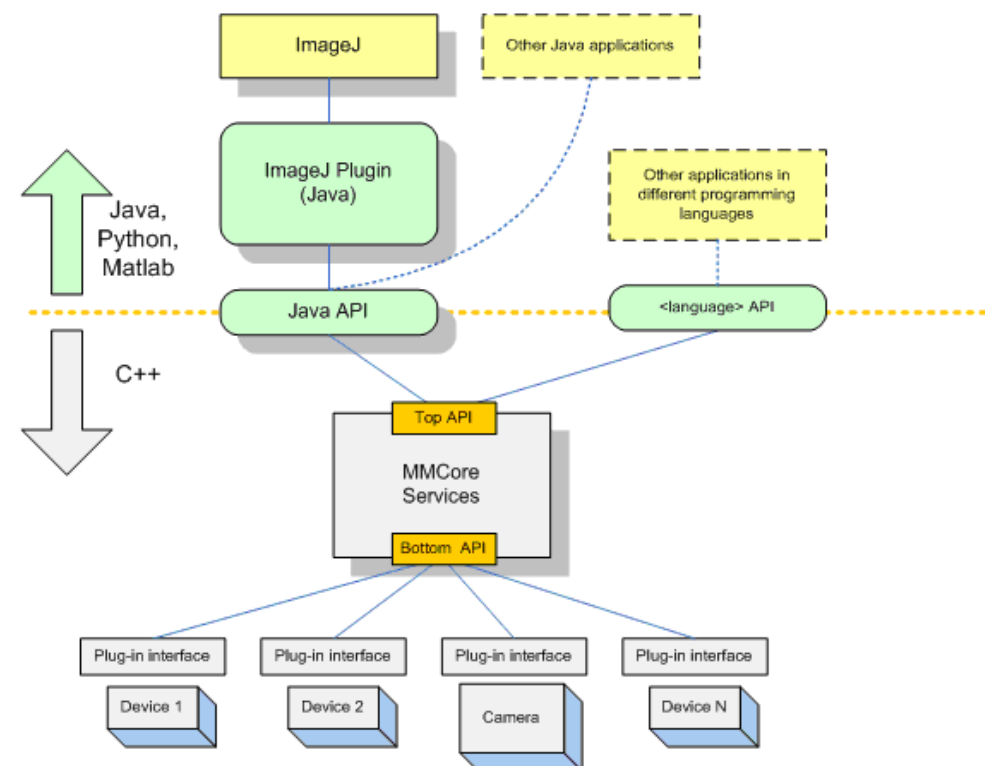 ImageJ
Other Java applications
ImageJ Plugin
(Java)
Other applications in
different programming
languages
Java,
Python,
Matlab
Java API
<language> API
C++
Top API
MMCore
Services
Bottom API
Plug-in interface
Plug-in interface
Plug-in interface
Plug-in interface
Device 1
Device 2
Camera
Device N